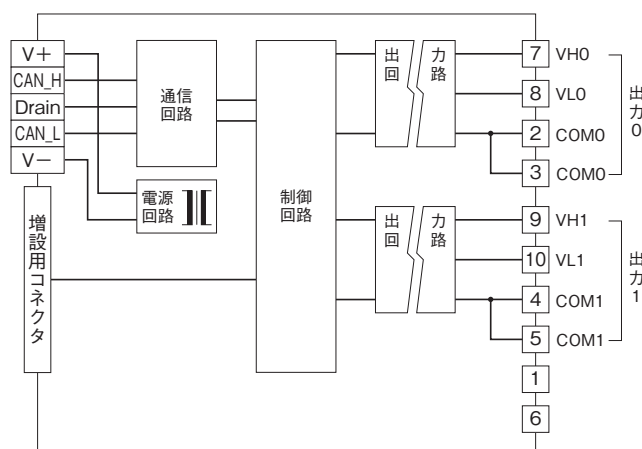 V+
CAN_H
Drain
CAN_L
V−
増設用コネクタ
通信
回路
電源
回路
制御
回路
出力
回路
出力
回路
7 VH0
8 VL0
2 COM0
3 COM0
出力0
9 VH1
10 VL1
4 COM1
5 COM1
出力1
1
6